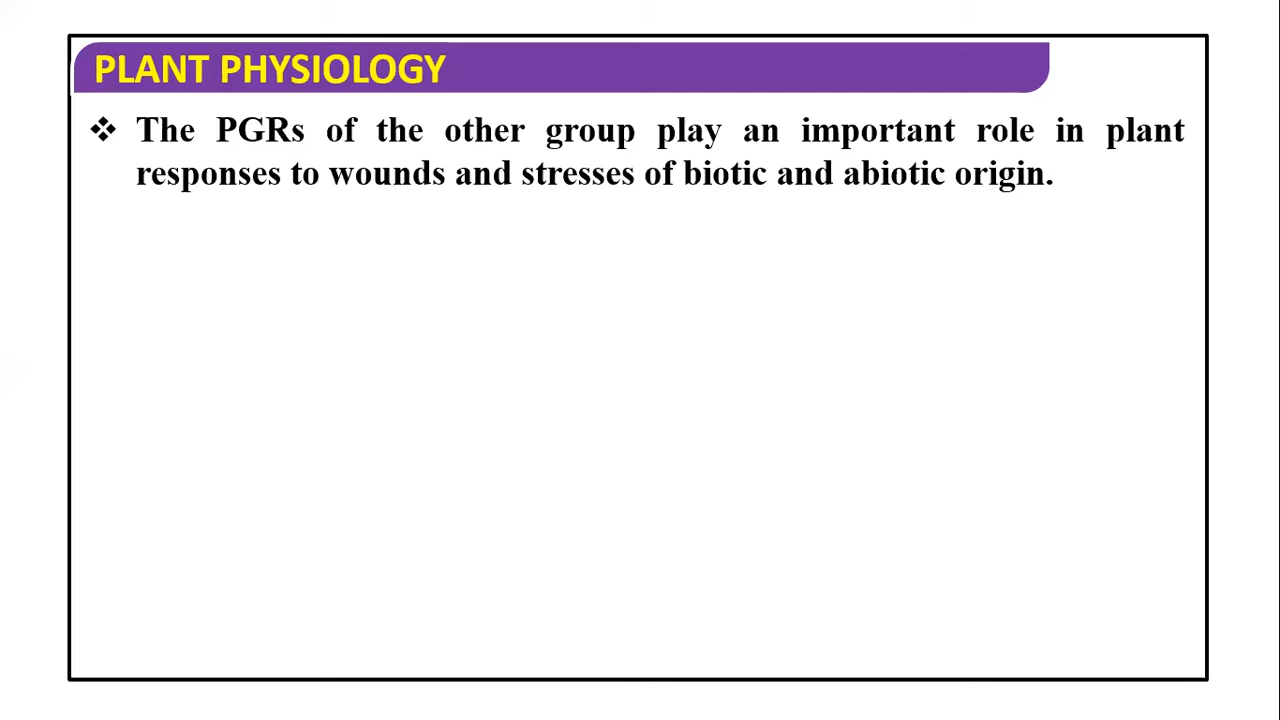 PLANT PHYSIOLOGY
❖ The PGRs of the other group play an important role in plant
responses to wounds and stresses of biotic and abiotic origin.